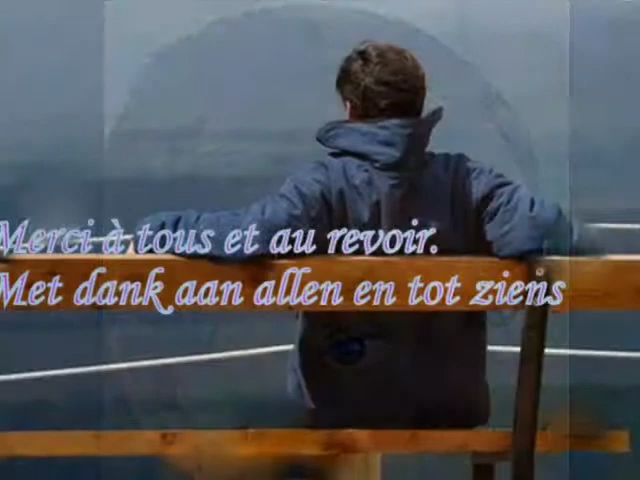 Merci à tous et au revoir.
Met dank aan allen en tot ziens